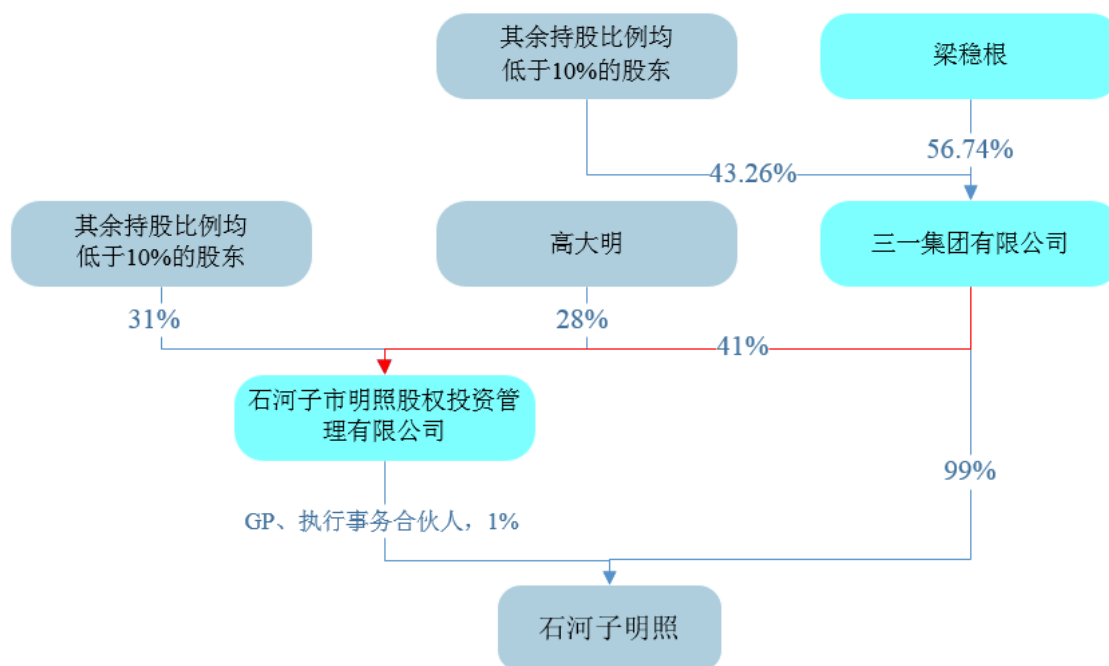 其余持股比例均
低于10%的股东
梁稳根
56.74%
43.26%
其余持股比例均
低于10%的股东
高大明
三一集团有限公司
31%
28%
41%
石河子市明照股权投资管
理有限公司
99%
GP、执行事务合伙人，1%
石河子明照